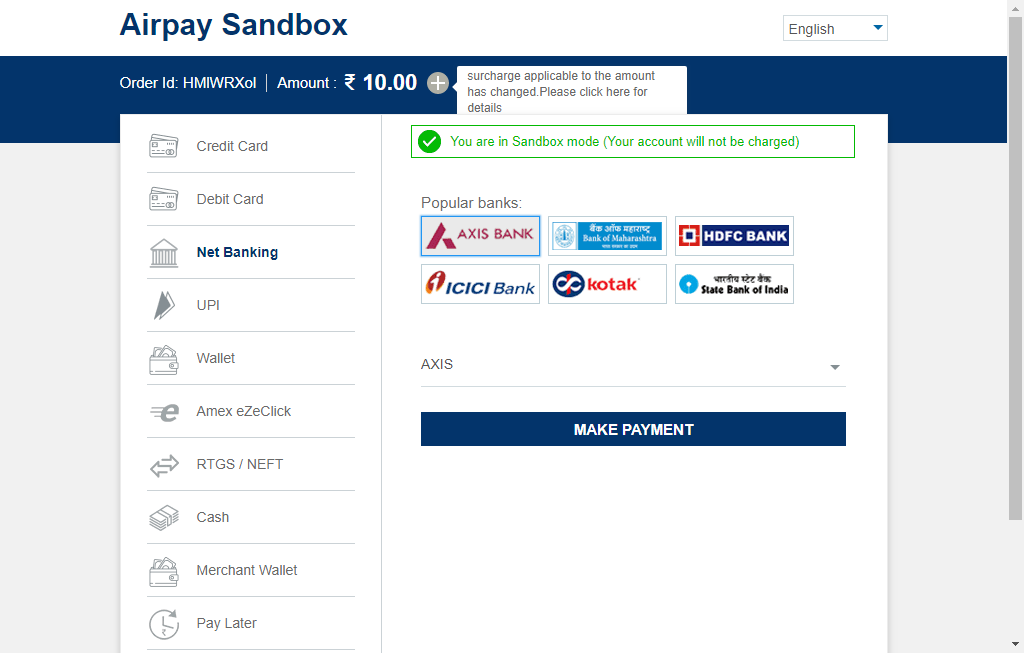 Airpay Sandbox
English
Order Id: HMIWRXol | Amount : ₹ 10.00
surcharge applicable to the amount
has changed.Please click here for
details
Credit Card
Debit Card
Net Banking
UPI
Wallet
Amex eZeClick
RTGS / NEFT
Cash
Merchant Wallet
Pay Later
You are in Sandbox mode (Your account will not be charged)
Popular banks:
AXIS BANK
बैंक ऑफ महाराष्ट्र
Bank of Maharashtra
HDFC BANK
ICICI Bank
kotak
भारतीय स्टेट बैंक
State Bank of India
AXIS
MAKE PAYMENT